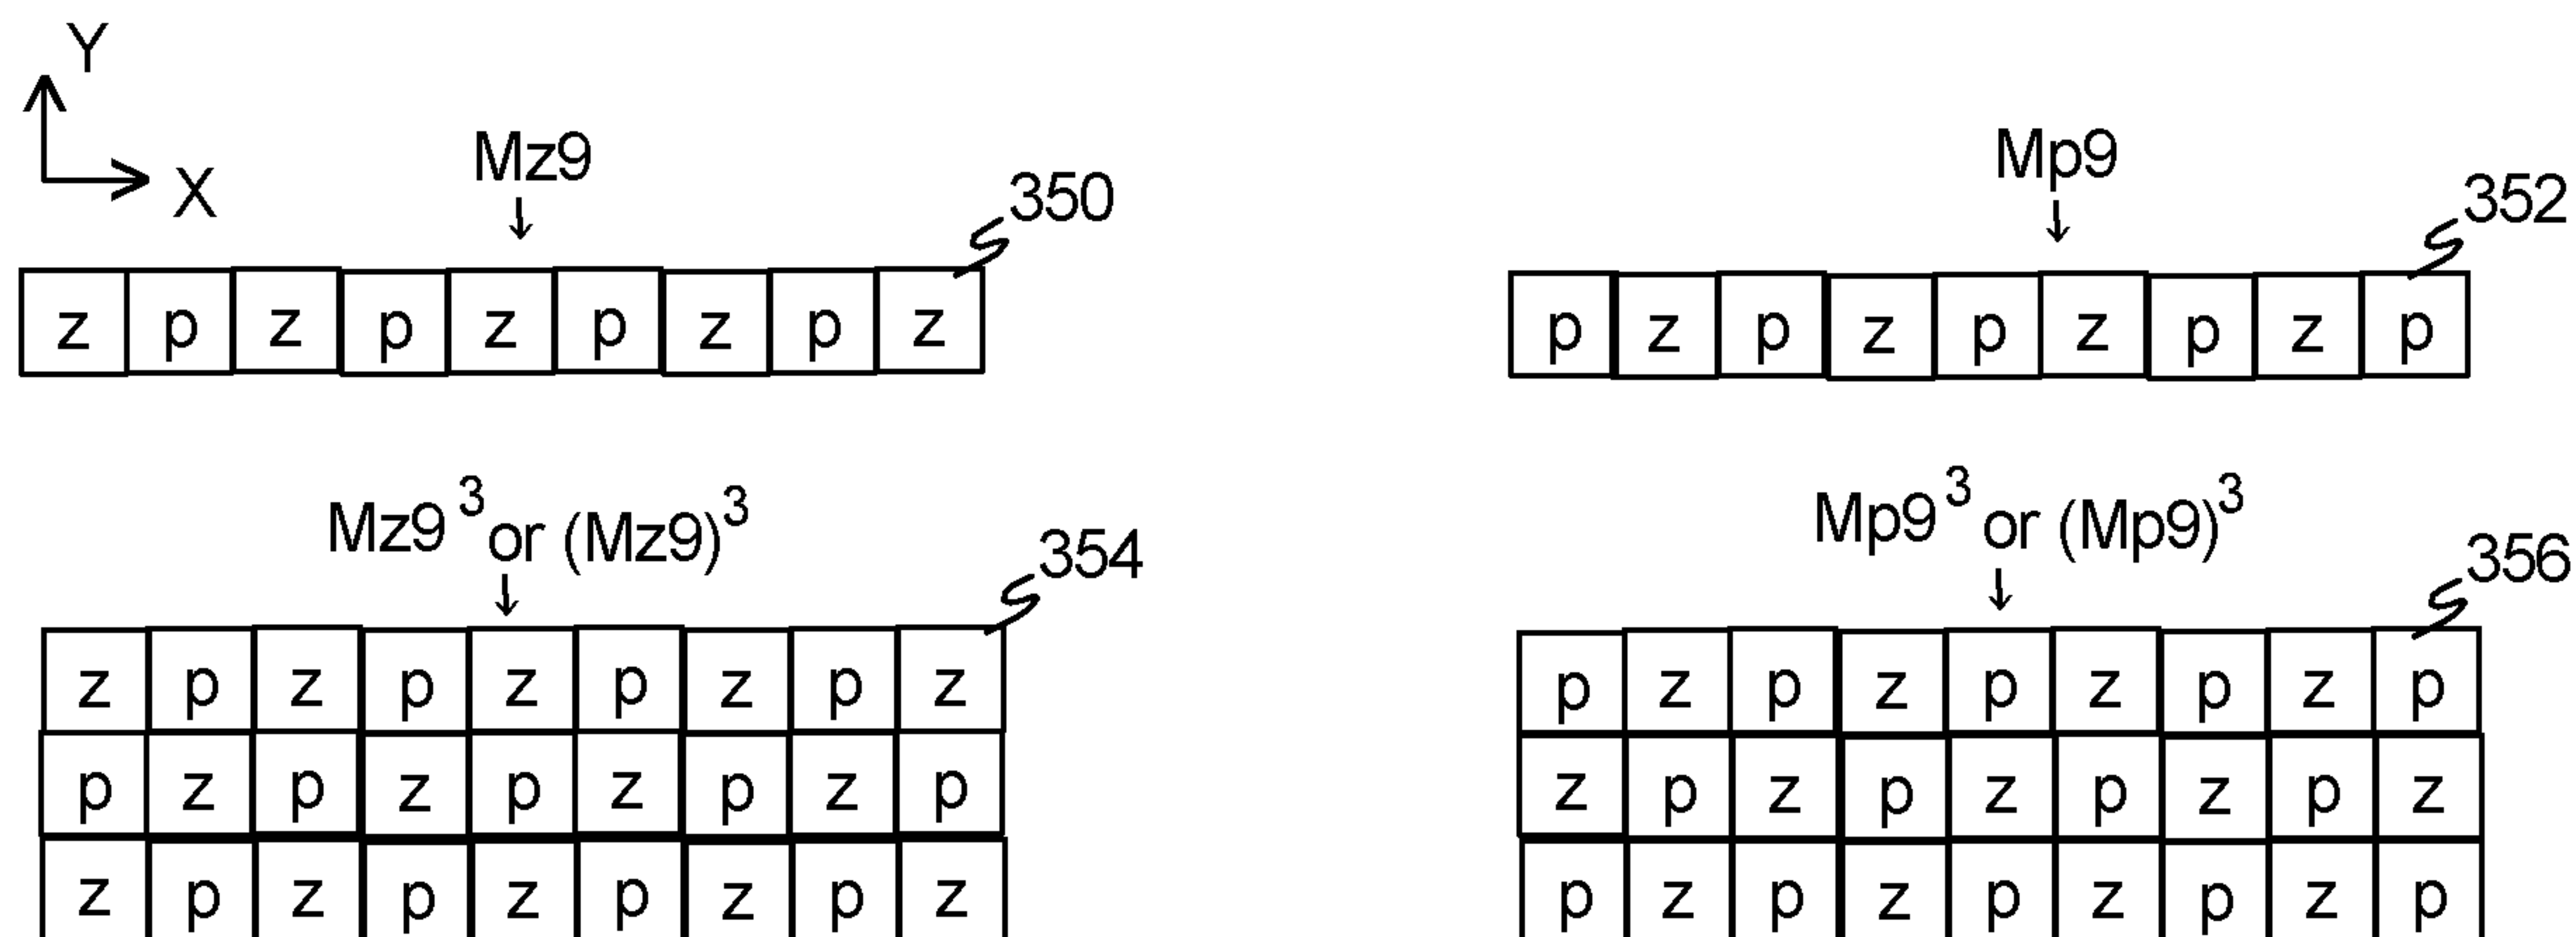 Y
X
Mz9
350
z p z p z p z p z
Mp9
352
p z p z p z p z p
Mz9 ³ or (Mz9)³
354
z p z p z p z p z
p z p z p z p z p
z p z p z p z p z
Mp9 ³ or (Mp9)³
356
p z p z p z p z p
z p z p z p z p z
p z p z p z p z p